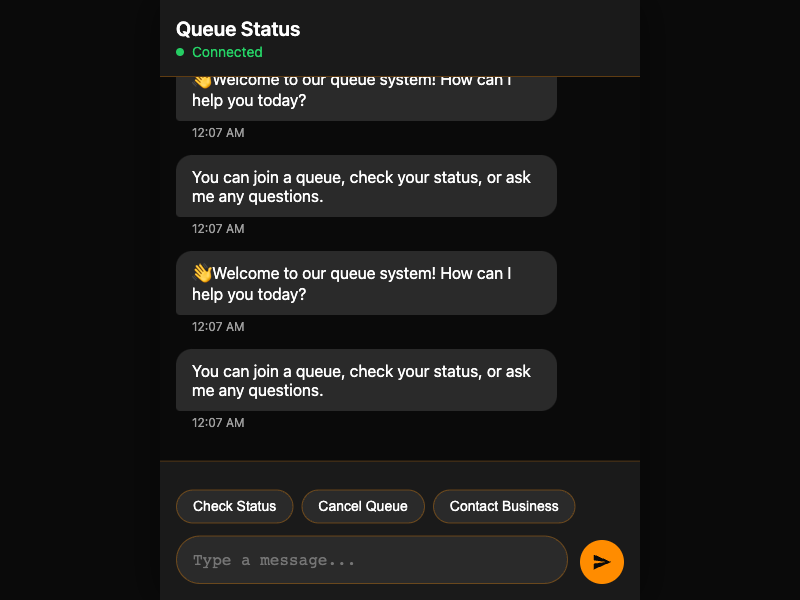 Queue Status
Connected
👋Welcome to our queue system! How can I
help you today?
12:07 AM
You can join a queue, check your status, or ask
me any questions.
12:07 AM
👋Welcome to our queue system! How can I
help you today?
12:07 AM
You can join a queue, check your status, or ask
me any questions.
12:07 AM
Check Status
Cancel Queue
Contact Business
Type a message...